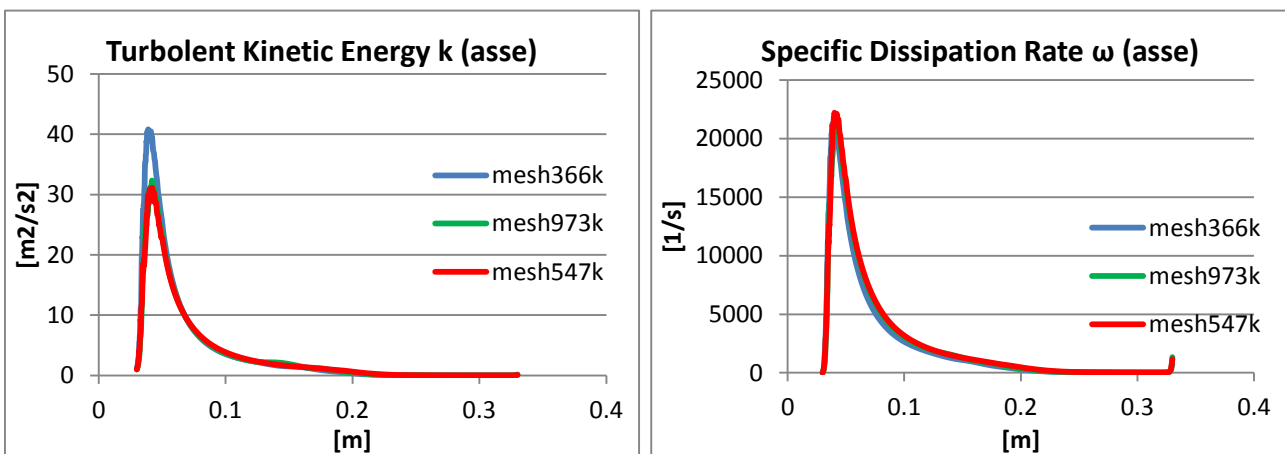 Turbolent Kinetic Energy k (asse)
50
40
30
20
10
0
[m2/s2]
mesh366k
mesh973k
mesh547k
0 0.1 0.2 0.3 0.4
[m]
Specific Dissipation Rate ω (asse)
25000
20000
15000
10000
5000
0
[1/s]
mesh366k
mesh973k
mesh547k
0 0.1 0.2 0.3 0.4
[m]